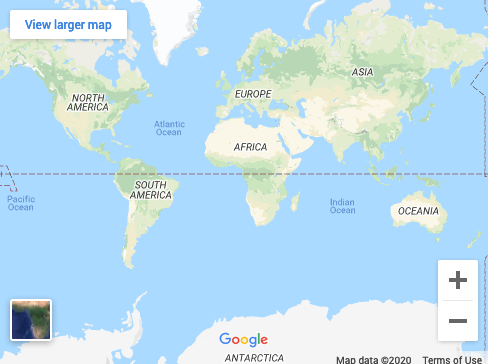 View larger map
ASIA
EUROPE
NORTH
AMERICA
Atlantic
Ocean
AFRICA
SOUTH
AMERICA
Pacific
Ocean
Indian
Ocean
OCEANIA
Google
ANTARCTICA
Map data ©2020
Terms of Use